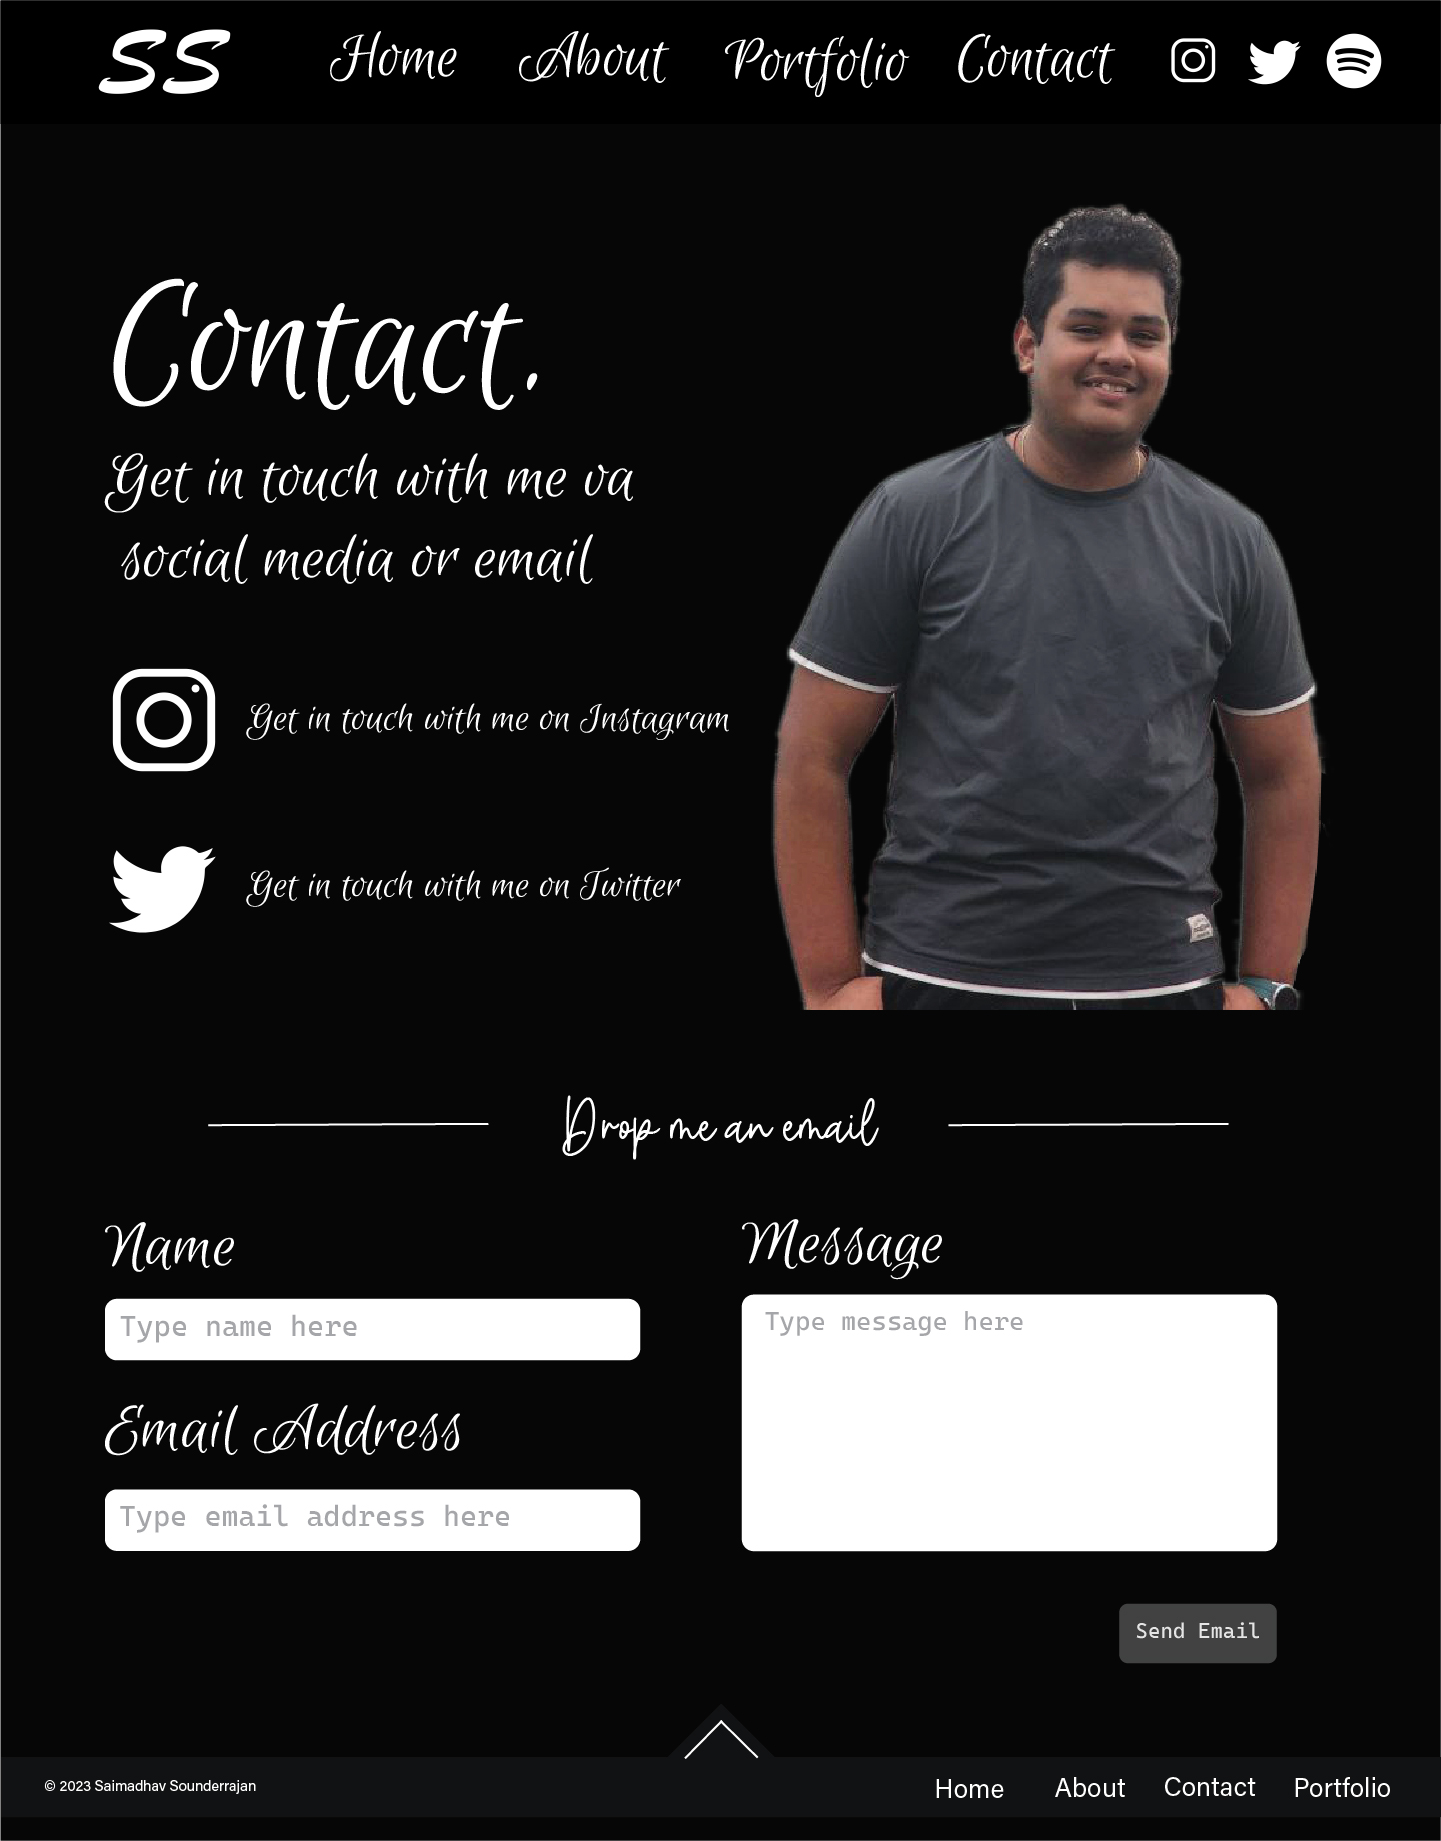 SS
Home About Portfolio Contact
Contact.
Get in touch with me va
social media or email
Get in touch with me on Instagram
Get in touch with me on Twitter
Drop me an email
Name
Type name here
Email Address
Type email address here
Message
Type message here
Send Email
© 2023 Saimadhav Sounderrajan
Home About Contact Portfolio